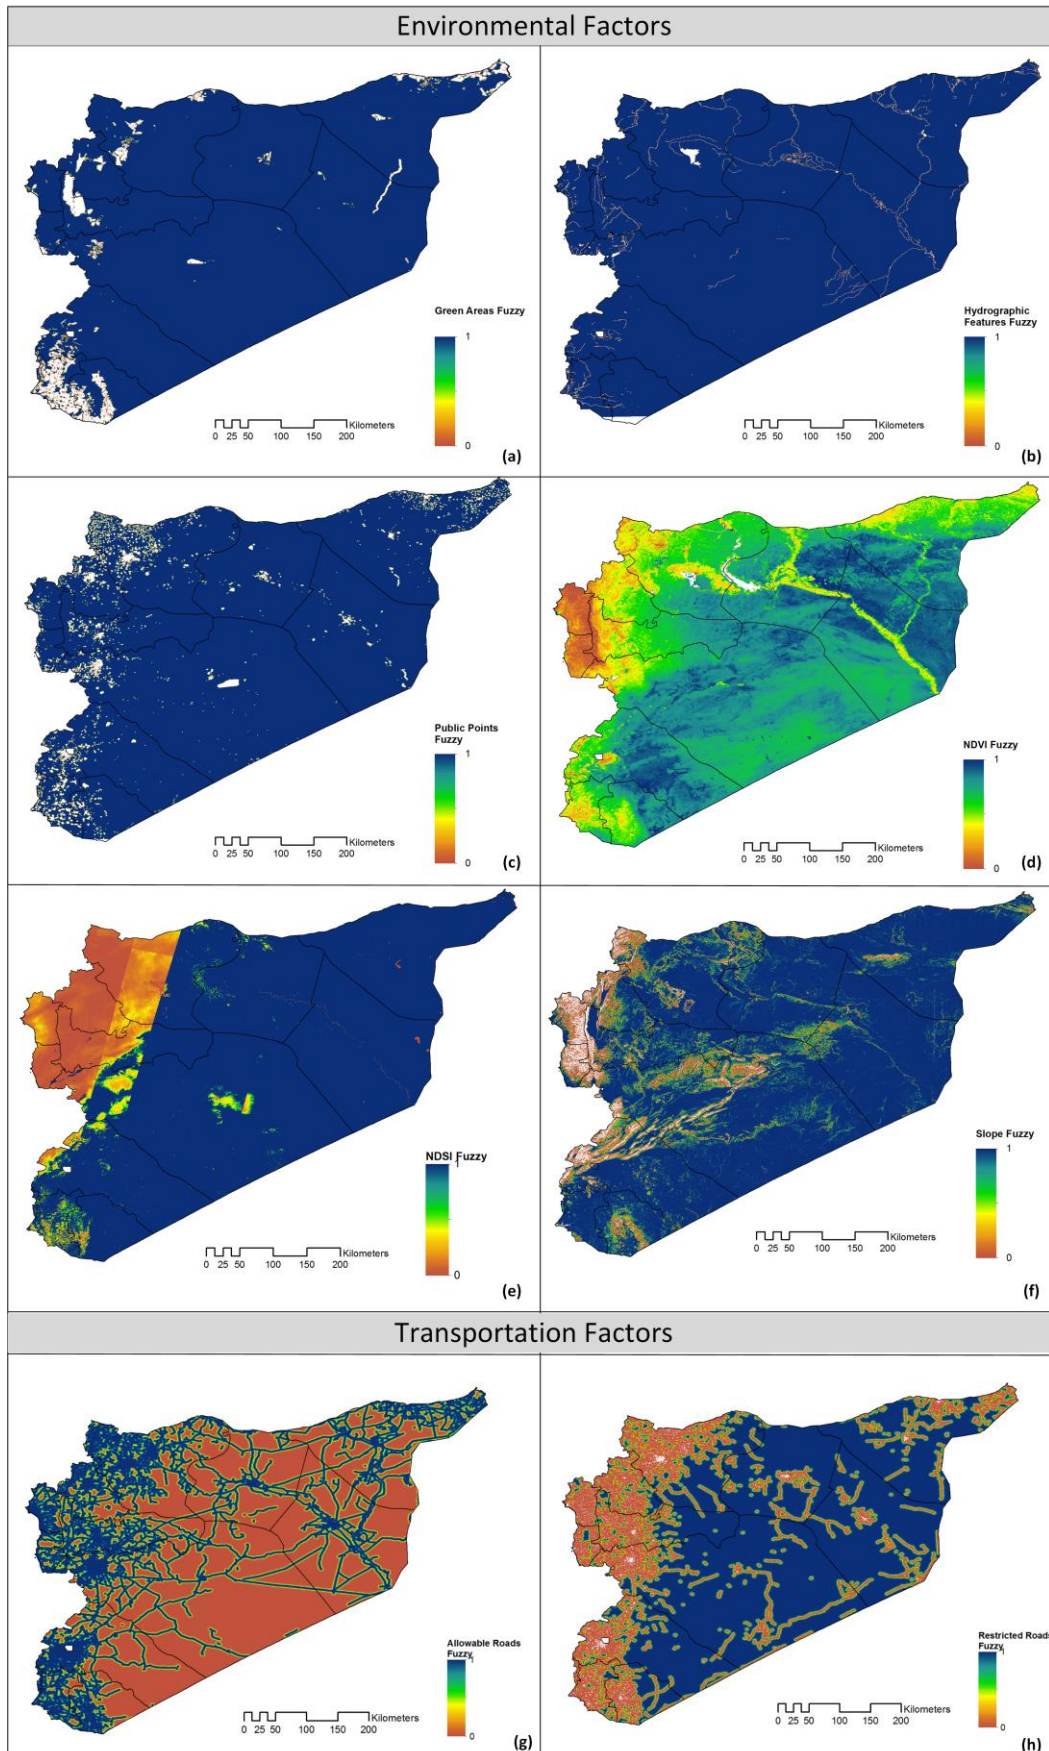 Environmental Factors
Green Areas Fuzzy
1
0
Kilometers
0 25 50 100 150 200
(a)
Hydrographic
Features Fuzzy
1
0
Kilometers
0 25 50 100 150 200
(b)
Public Points
Fuzzy
1
0
Kilometers
0 25 50 100 150 200
(c)
NDVI Fuzzy
1
0
Kilometers
0 25 50 100 150 200
(d)
NDSI Fuzzy
1
0
Kilometers
0 25 50 100 150 200
(e)
Slope Fuzzy
1
0
Kilometers
0 25 50 100 150 200
(f)
Transportation Factors
Allowable Roads
Fuzzy
1
0
Kilometers
0 25 50 100 150 200
(g)
Restricted Roads
Fuzzy
1
0
Kilometers
0 25 50 100 150 200
(h)